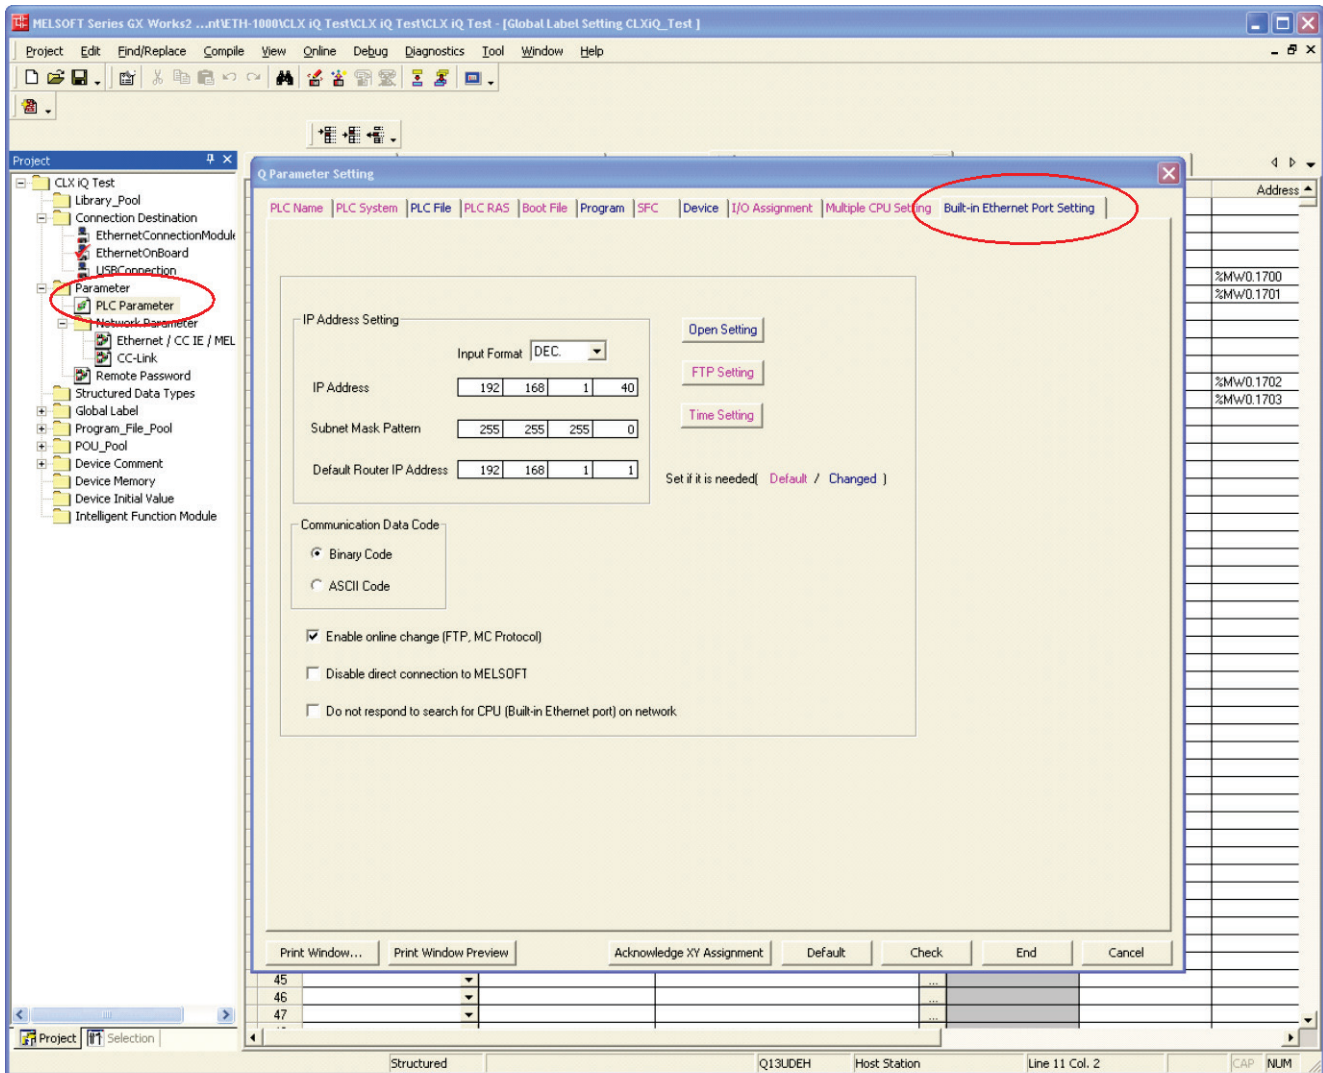 MELSOFT Series GX Works2 ...nt\ETH-1000\CLX iQ Test\CLX iQ Test\CLX iQ Test - [Global Label Setting CLXiQ_Test ]
Project Edit Find/Replace Compile View Online Debug Diagnostics Tool Window Help
Project
CLX iQ Test
Library_Pool
Connection Destination
EthernetConnectionModule
EthernetOnBoard
USBConnection
Parameter
PLC Parameter
Network Parameter
Ethernet / CC IE / MEL
CC-Link
Remote Password
Structured Data Types
Global Label
Program_File_Pool
POU_Pool
Device Comment
Device Memory
Device Initial Value
Intelligent Function Module
Project Selection
Q Parameter Setting
PLC Name PLC System PLC File PLC RAS Boot File Program SFC Device I/O Assignment Multiple CPU Setting Built-in Ethernet Port Setting
IP Address Setting
Input Format DEC.
IP Address 192 168 1 40
Subnet Mask Pattern 255 255 255 0
Default Router IP Address 192 168 1 1
Open Setting
FTP Setting
Time Setting
Set if it is needed( Default / Changed )
Communication Data Code
Binary Code
ASCII Code
Enable online change (FTP, MC Protocol)
Disable direct connection to MELSOFT
Do not respond to search for CPU (Built-in Ethernet port) on network
Print Window... Print Window Preview Acknowledge XY Assignment Default Check End Cancel
Address
%MW0.1700
%MW0.1701
%MW0.1702
%MW0.1703
45 ...
46 ...
47 ...
Structured Q13UDEH Host Station Line 11 Col. 2 CAP NUM